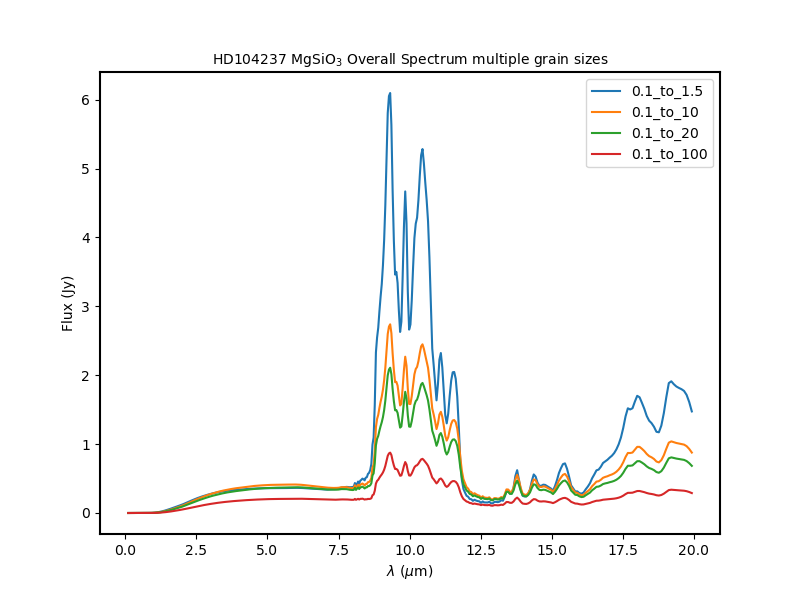 HD104237 MgSiO₃ Overall Spectrum multiple grain sizes
0.1_to_1.5
0.1_to_10
0.1_to_20
0.1_to_100
Flux (Jy)
6
5
4
3
2
1
0
0.0 2.5 5.0 7.5 10.0 12.5 15.0 17.5 20.0
λ (μm)